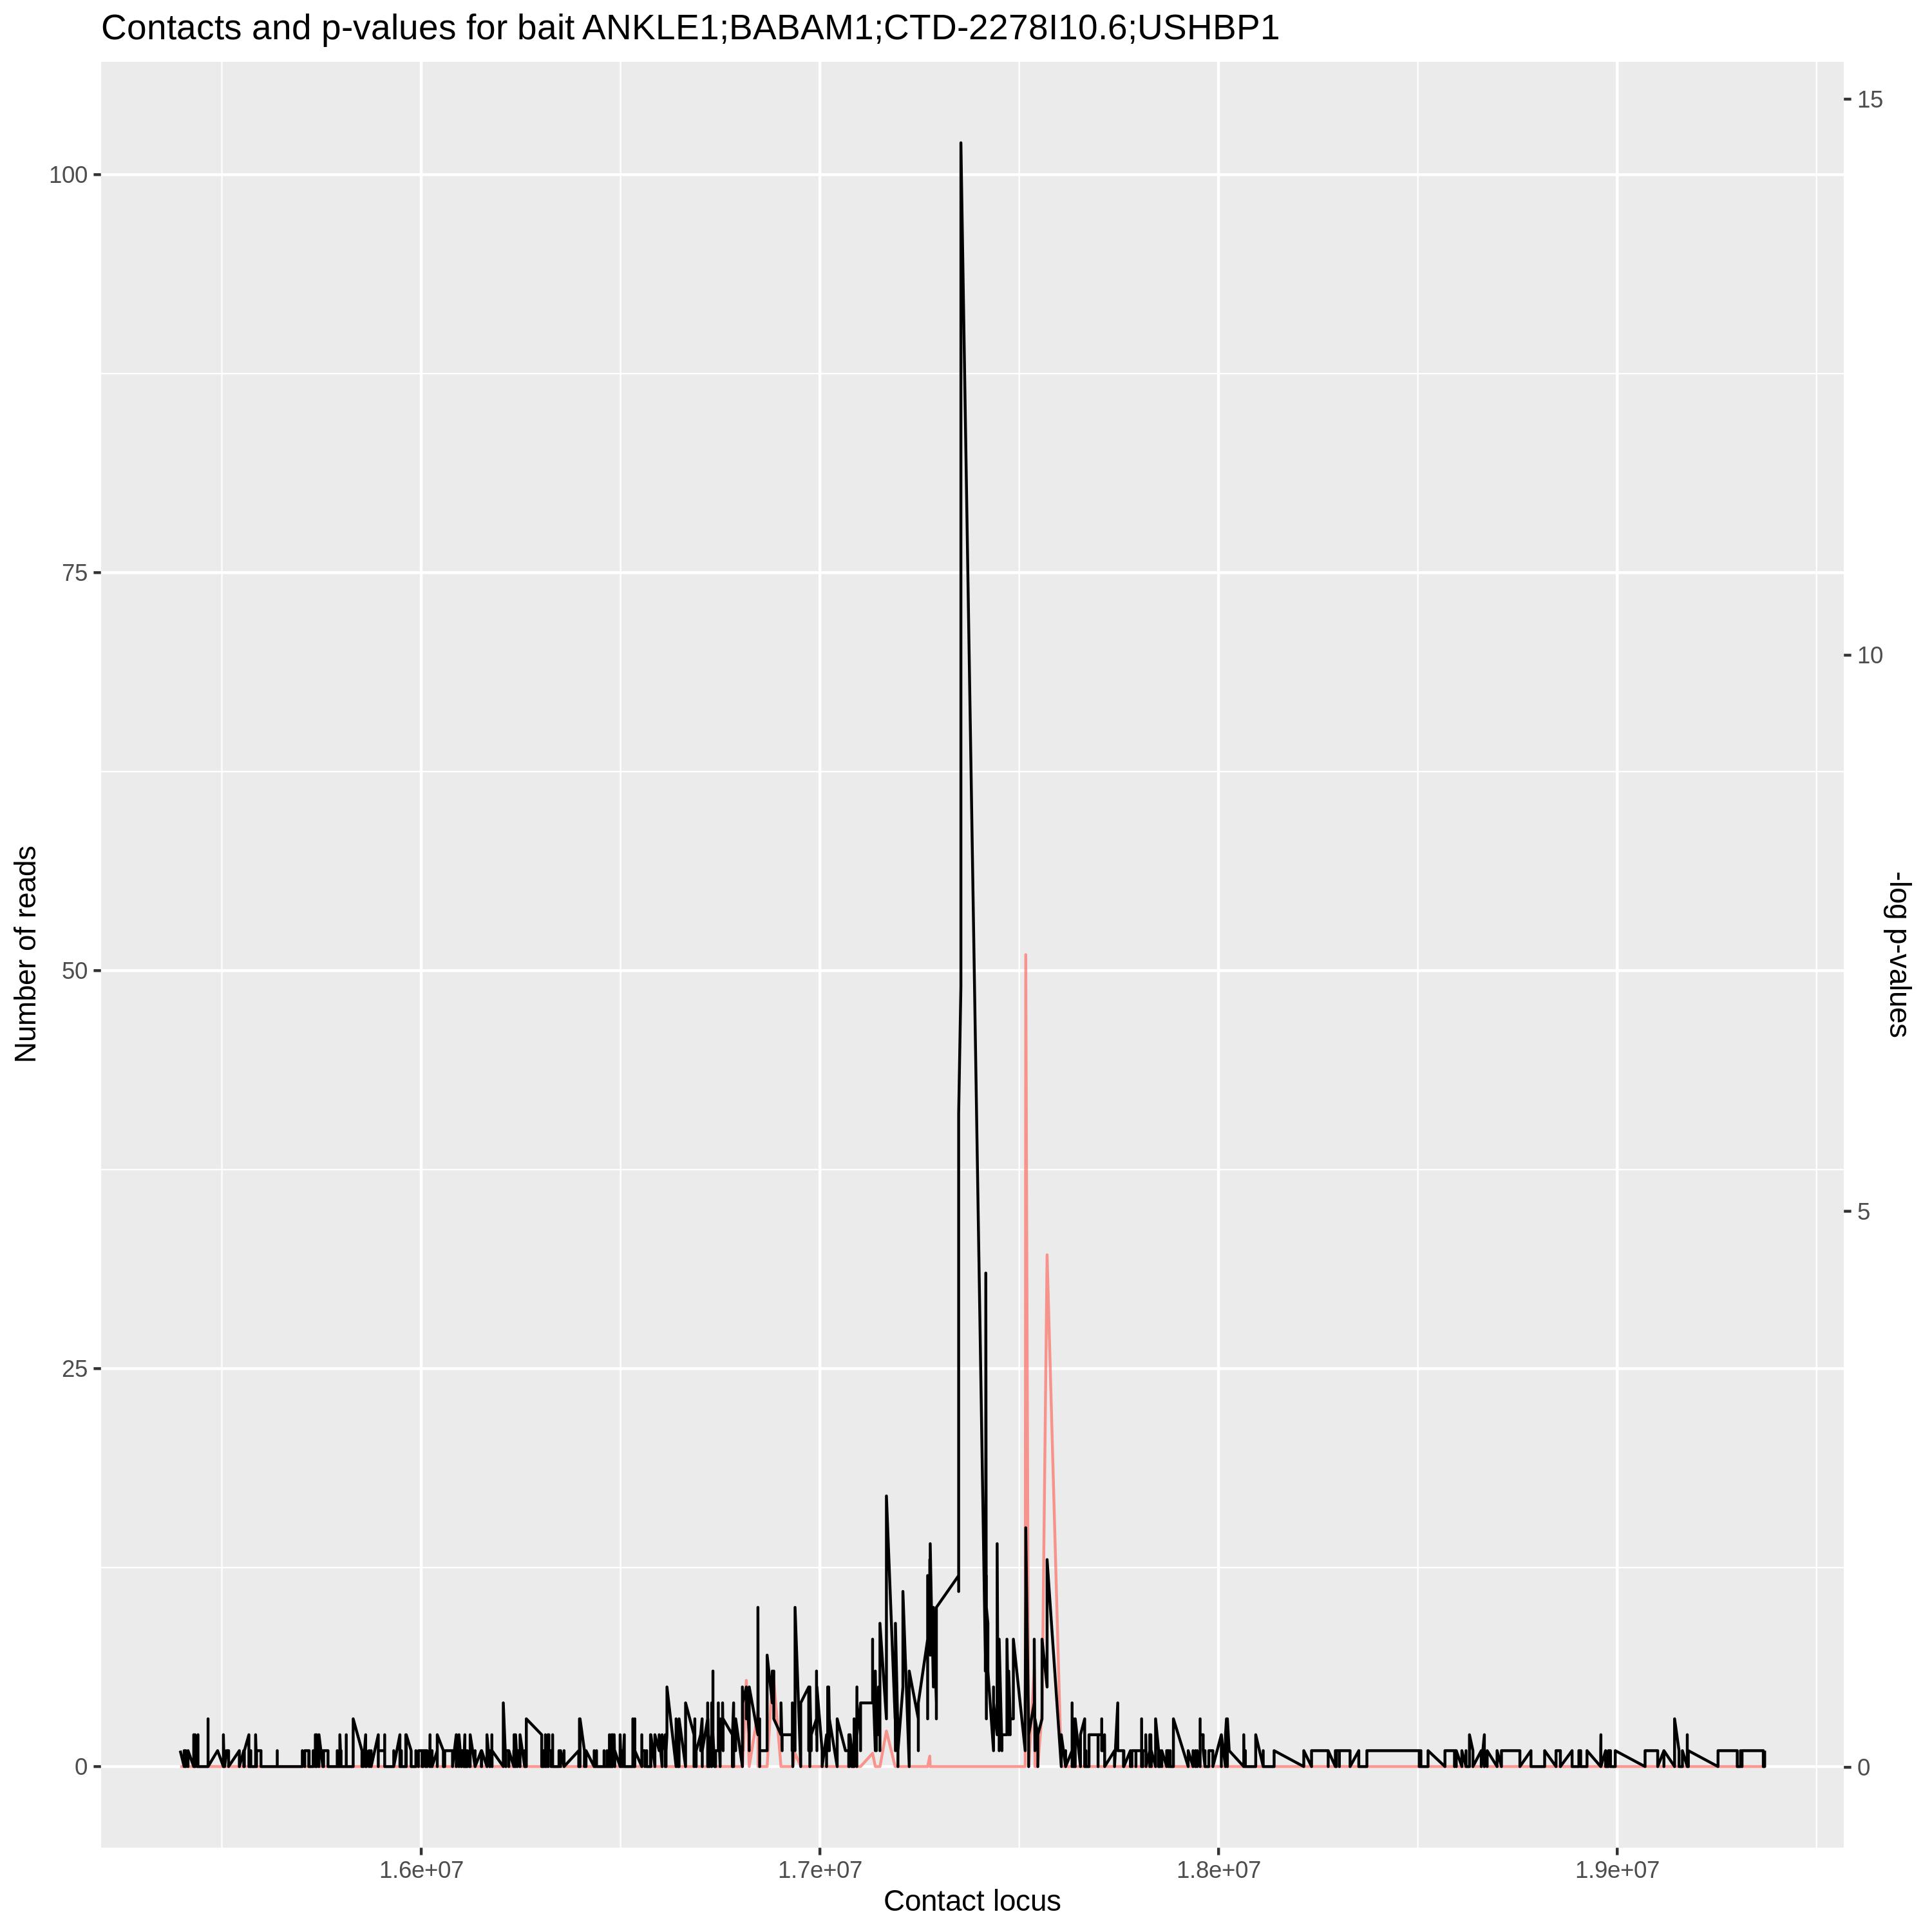 Contacts and p-values for bait ANKLE1;BABAM1;CTD-2278I10.6;USHBP1
100
75
50
25
0
Number of reads
15
10
5
0
-log p-values
1.6e+07
1.7e+07
1.8e+07
1.9e+07
Contact locus